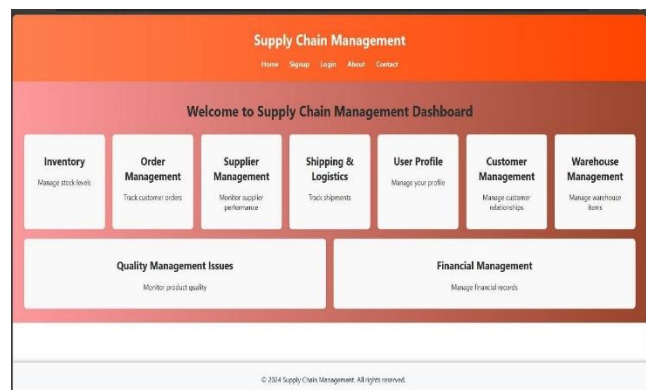 Supply Chain Management
Home Signup Login About Contact
Welcome to Supply Chain Management Dashboard
Inventory
Manage stock levels
Order
Management
Track customer orders
Supplier
Management
Monitor supplier
performance
Shipping &
Logistics
Track shipments
User Profile
Manage your profile
Customer
Management
Manage customer
relationships
Warehouse
Management
Manage warehouse
items
Quality Management Issues
Monitor product quality
Financial Management
Manage financial records
© 2024 Supply Chain Management. All rights reserved.